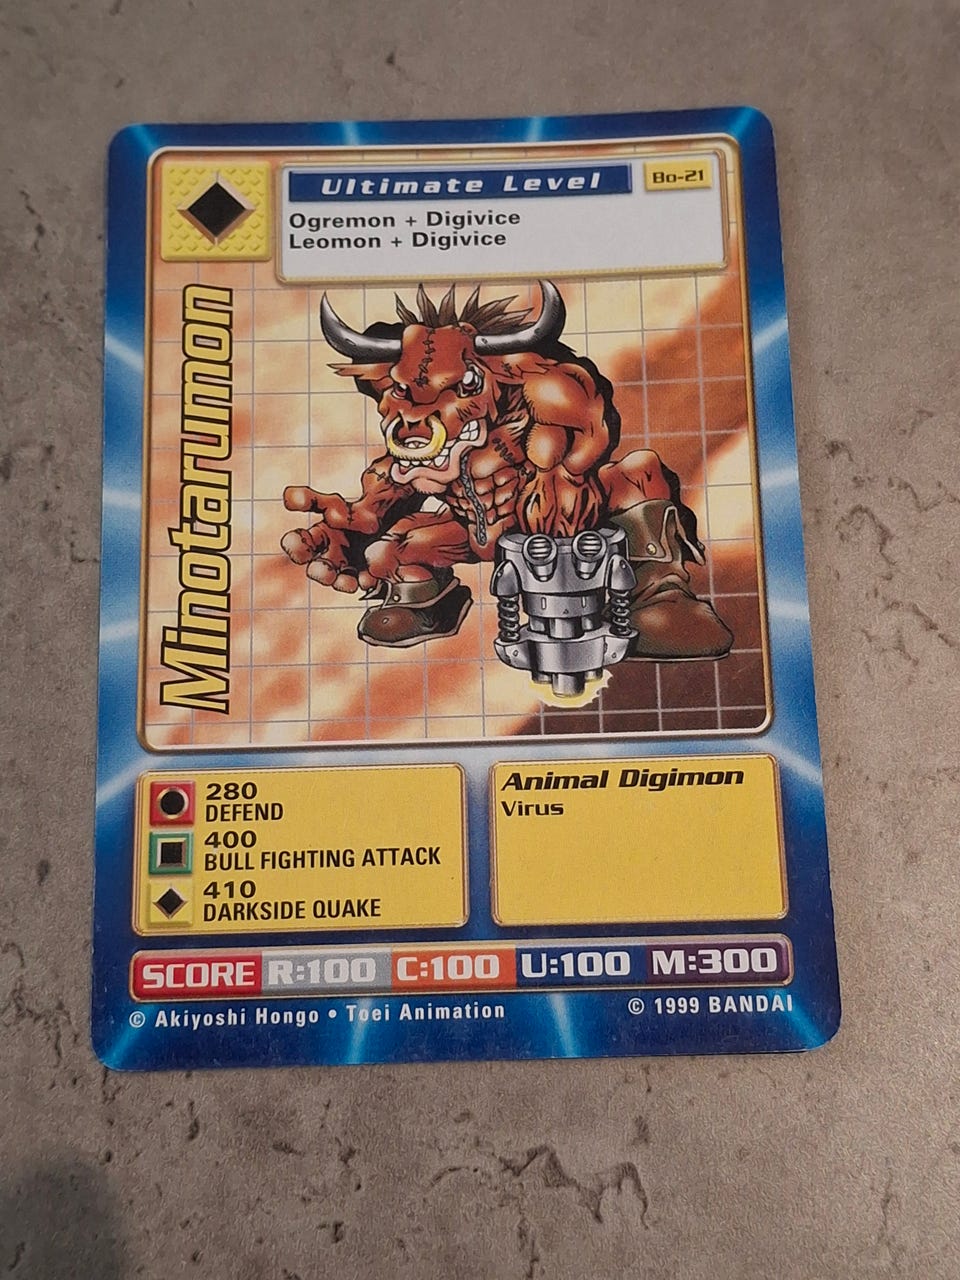 Ultimate Level
Bo-21
Ogremon + Digivice
Leomon + Digivice
Minotarumon
280
DEFEND
400
BULL FIGHTING ATTACK
410
DARKSIDE QUAKE
Animal Digimon
Virus
SCORE R:100 C:100 U:100 M:300
© Akiyoshi Hongo • Toei Animation
© 1999 BANDAI